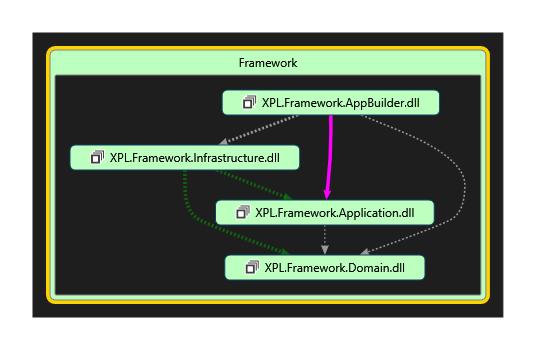 Framework
XPL.Framework.AppBuilder.dll
XPL.Framework.Infrastructure.dll
XPL.Framework.Application.dll
XPL.Framework.Domain.dll